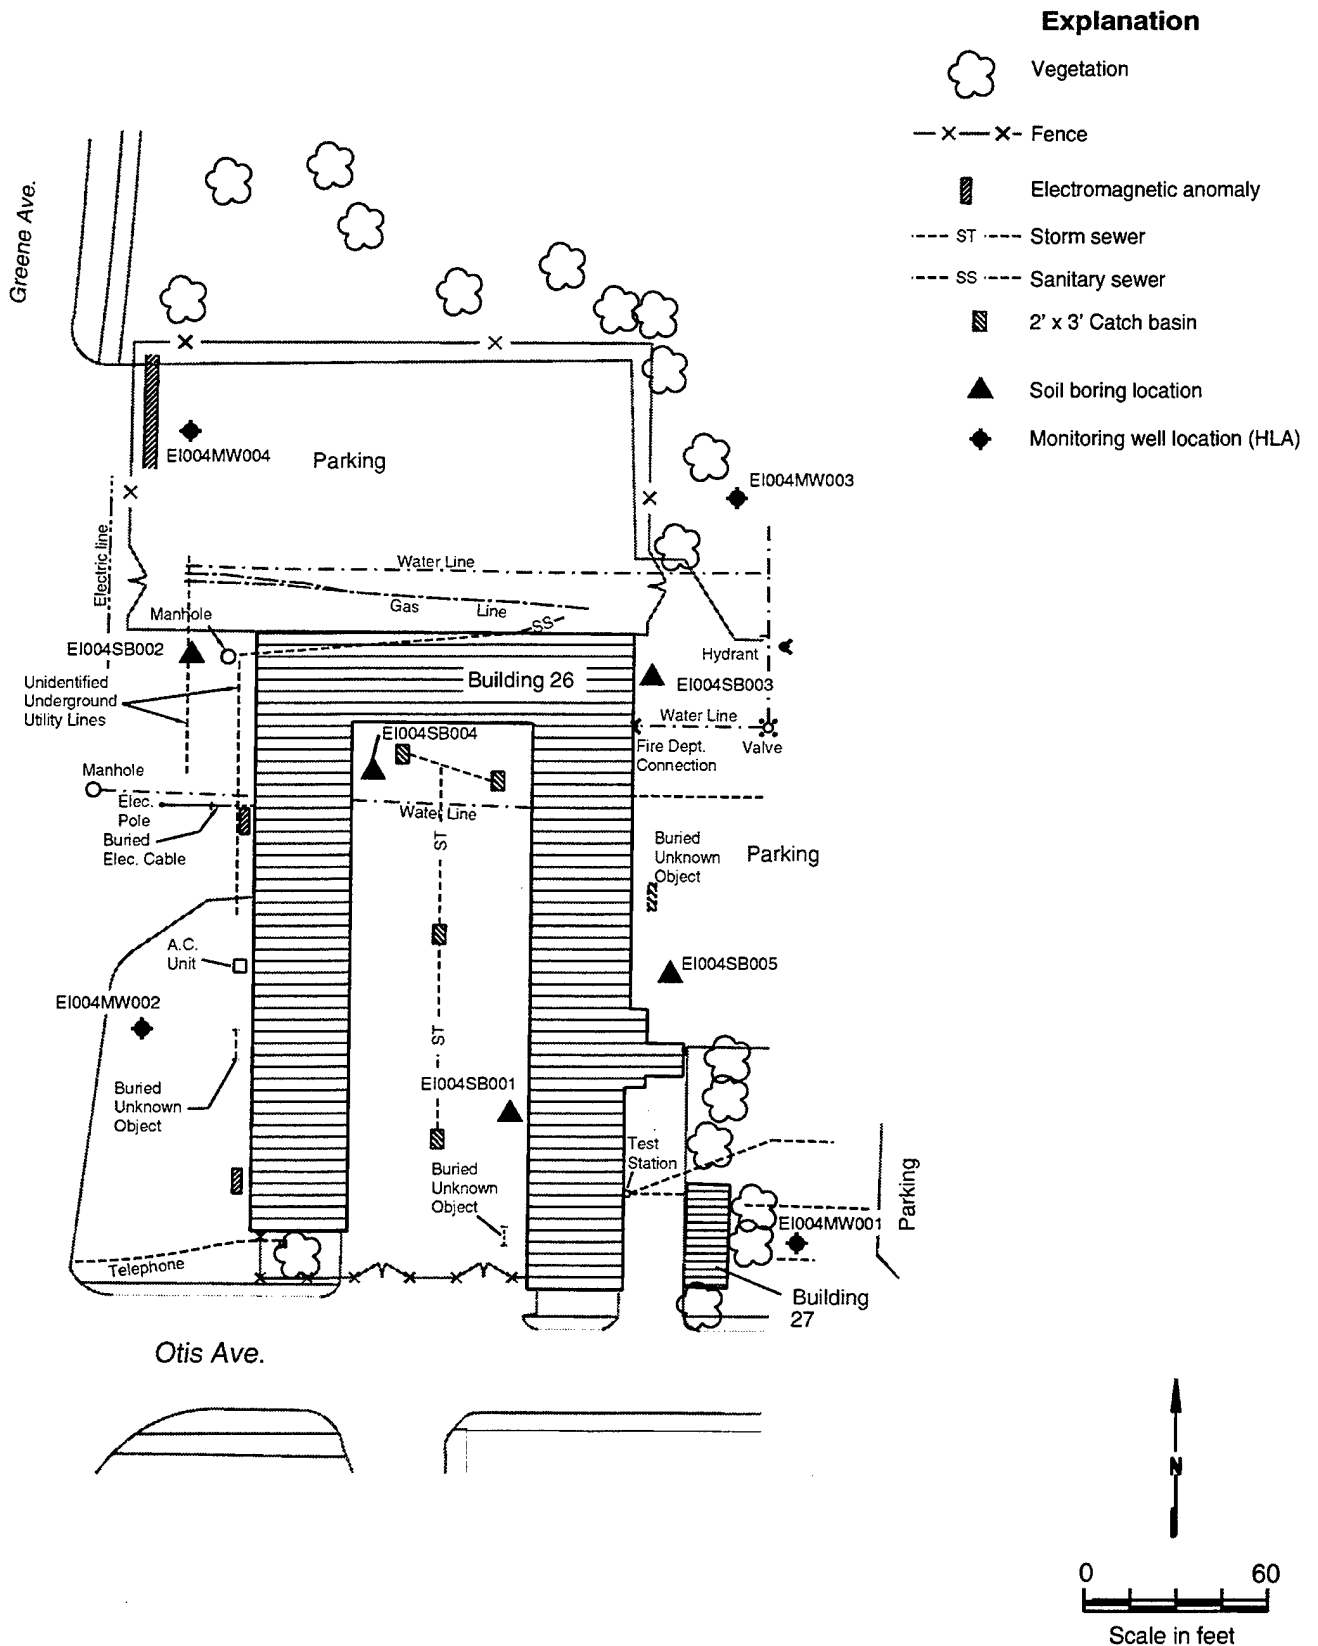 Explanation
Vegetation
Fence
Electromagnetic anomaly
ST Storm sewer
SS Sanitary sewer
2' x 3' Catch basin
Soil boring location
Monitoring well location (HLA)
Greene Ave.
EI004MW004
Parking
EI004MW003
Electric line
Water Line
Gas Line
SS
Manhole
EI004SB002
Hydrant
Unidentified
Underground
Utility Lines
Building 26
EI004SB003
Water Line
EI004SB004
Fire Dept.
Connection
Valve
Manhole
Elec.
Pole
Buried
Elec. Cable
Water Line
ST
Buried
Unknown
Object
Parking
A.C.
Unit
EI004SB005
EI004MW002
ST
Buried
Unknown
Object
EI004SB001
Test
Station
Buried
Unknown
Object
Parking
EI004MW001
Telephone
Building
27
Otis Ave.
N
0 60
Scale in feet